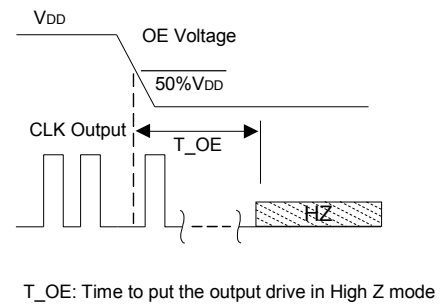 VDD
OE Voltage
50%VDD
CLK Output
T_OE
HZ
T_OE: Time to put the output drive in High Z mode